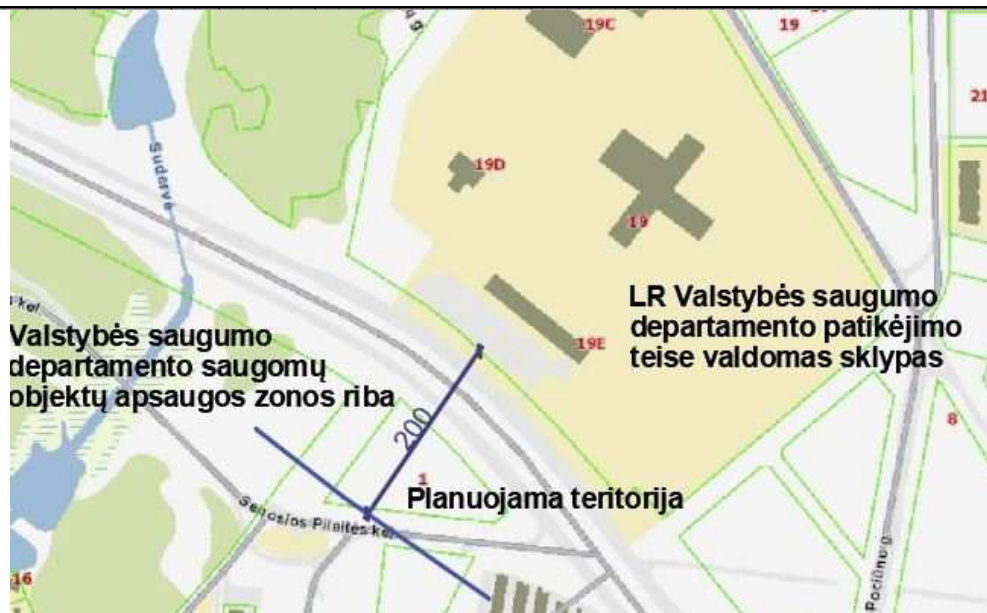 19C
19
21
Sudervė
19D
19
LR Valstybės saugumo
departamento patikėjimo
teise valdomas sklypas
19E
Valstybės saugumo
departamento saugomų
objektų apsaugos zonos riba
200
8
1
Planuojama teritorija
Senosios Pilaitės kel.
Pociūnų g.
16